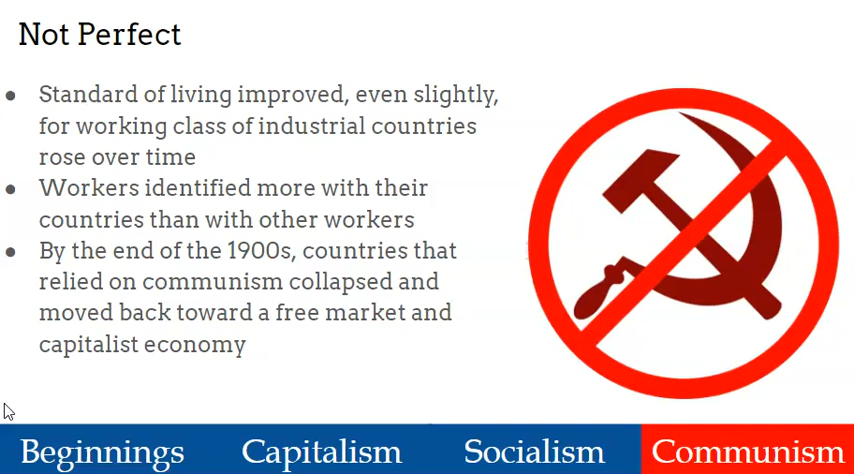 Not Perfect
● Standard of living improved, even slightly,
for working class of industrial countries
rose over time
● Workers identified more with their
countries than with other workers
● By the end of the 1900s, countries that
relied on communism collapsed and
moved back toward a free market and
capitalist economy
Beginnings Capitalism Socialism Communism